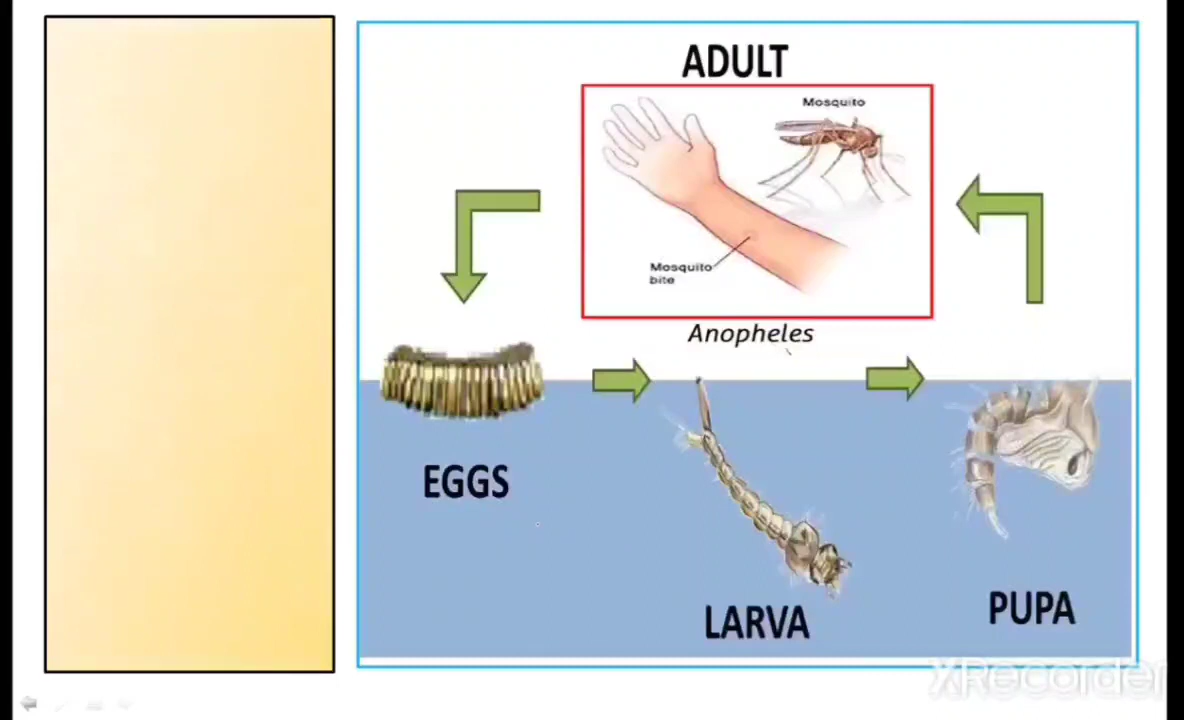 ADULT
Mosquito
Mosquito
bite
Anopheles
EGGS
LARVA
PUPA
XRecorder